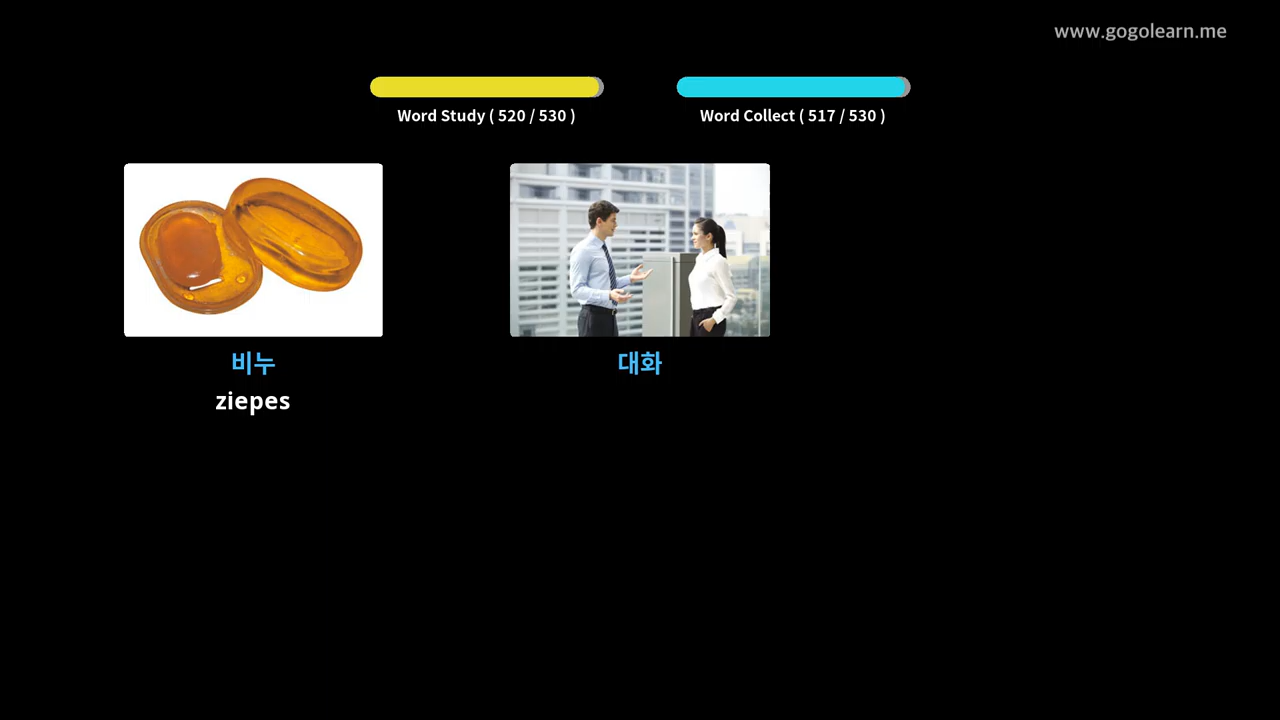 www.gogolearn.me
Word Study ( 520 / 530 )
Word Collect ( 517 / 530 )
비누
대화
ziepes